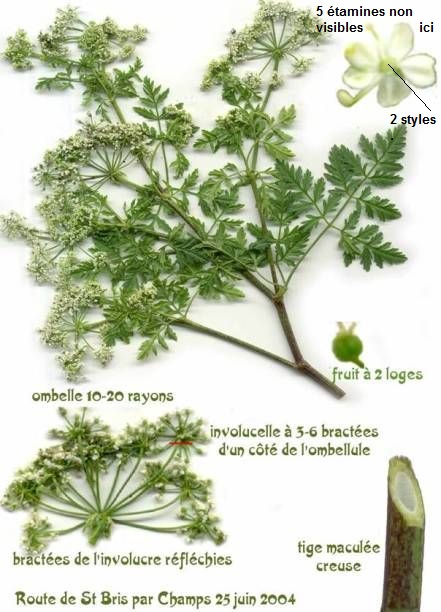 5 étamines non
visibles ici
2 styles
fruit à 2 loges
ombelle 10-20 rayons
involucelle à 3-6 bractées
d'un côté de l'ombellule
bractées de l'involucre réfléchies
tige maculée
creuse
Route de St Bris par Champs 25 juin 2004